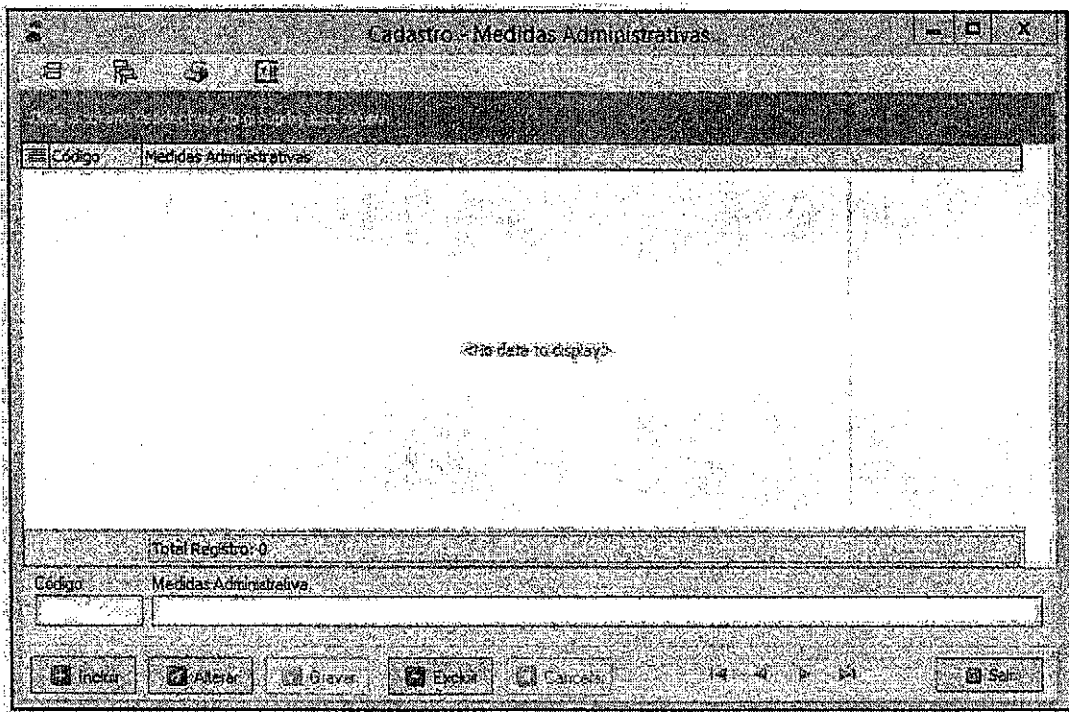 Cadastro - Medidas Administrativas
Código Medidas Administrativas
<No data to display>
Total Registro: 0
Código Medidas Administrativa
Incluir Alterar Gravar Excluir Cancelar Sair